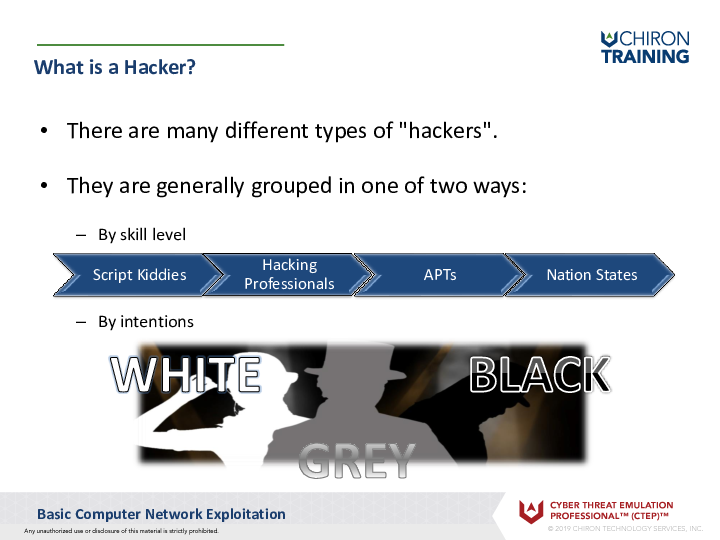 CHIRON
TRAINING
What is a Hacker?
• There are many different types of "hackers".
• They are generally grouped in one of two ways:
– By skill level
Script Kiddies
Hacking
Professionals
APTs
Nation States
– By intentions
WHITE
BLACK
GREY
Basic Computer Network Exploitation
CYBER THREAT EMULATION
PROFESSIONAL™ (CTEP)™
Any unauthorized use or disclosure of this material is strictly prohibited.
© 2019 CHIRON TECHNOLOGY SERVICES, INC.